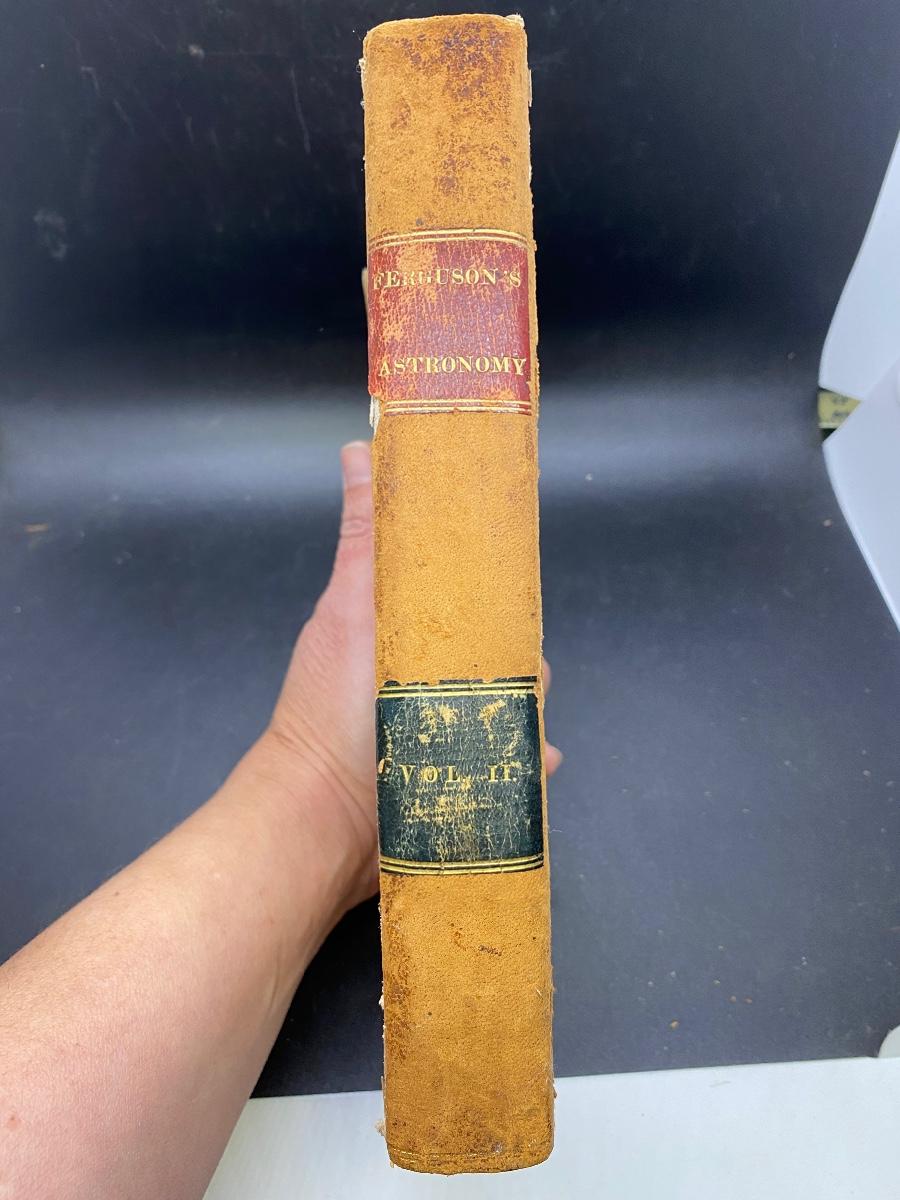 FERGUSON'S
ASTRONOMY
VOL. II.